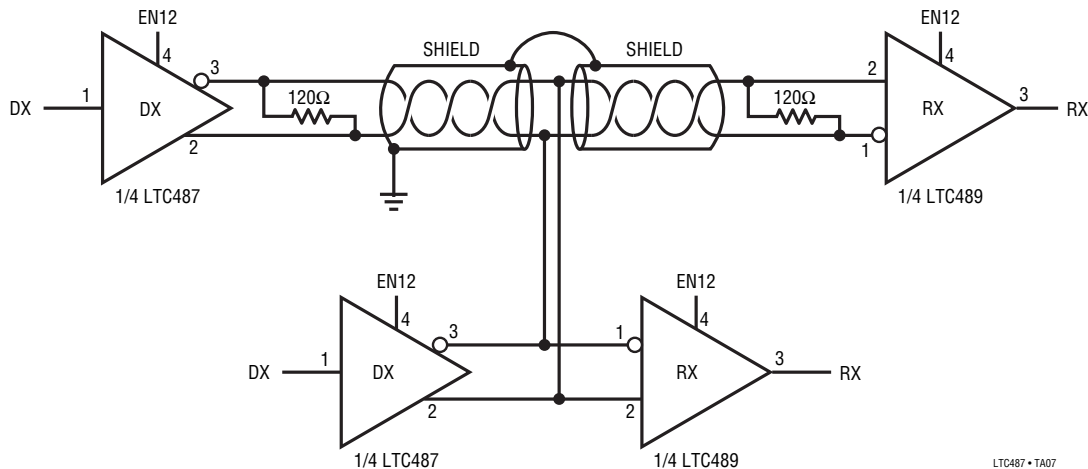 EN12
4
3
DX
1
DX
2
1/4 LTC487
120Ω
SHIELD
SHIELD
120Ω
EN12
4
2
RX
3
RX
1
1/4 LTC489
EN12
4
3
DX
1
DX
2
1/4 LTC487
EN12
4
1
RX
3
RX
2
1/4 LTC489
LTC487 • TA07